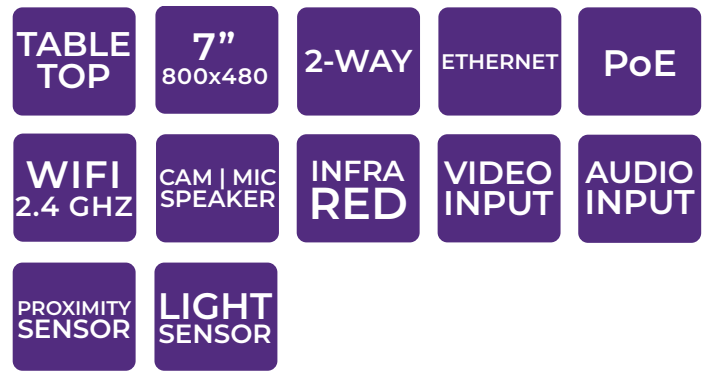 TABLE
TOP
7”
800x480
2-WAY
ETHERNET
PoE
WIFI
2.4 GHZ
CAM | MIC
SPEAKER
INFRA
RED
VIDEO
INPUT
AUDIO
INPUT
PROXIMITY
SENSOR
LIGHT
SENSOR